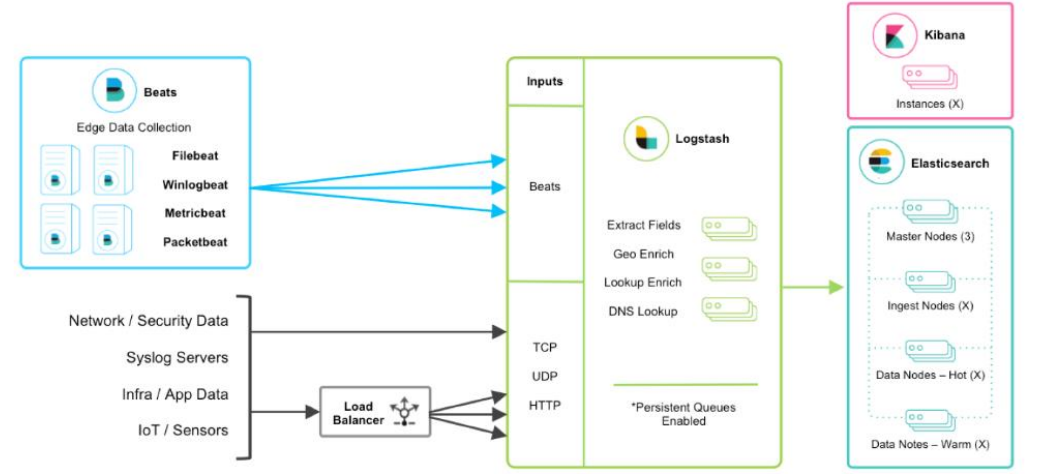 Beats
Edge Data Collection
Filebeat
Winlogbeat
Metricbeat
Packetbeat
Network / Security Data
Syslog Servers
Infra / App Data
IoT / Sensors
Load
Balancer
Inputs
Beats
TCP
UDP
HTTP
Logstash
Extract Fields
Geo Enrich
Lookup Enrich
DNS Lookup
*Persistent Queues
Enabled
Kibana
Instances (X)
Elasticsearch
Master Nodes (3)
Ingest Nodes (X)
Data Nodes – Hot (X)
Data Notes – Warm (X)